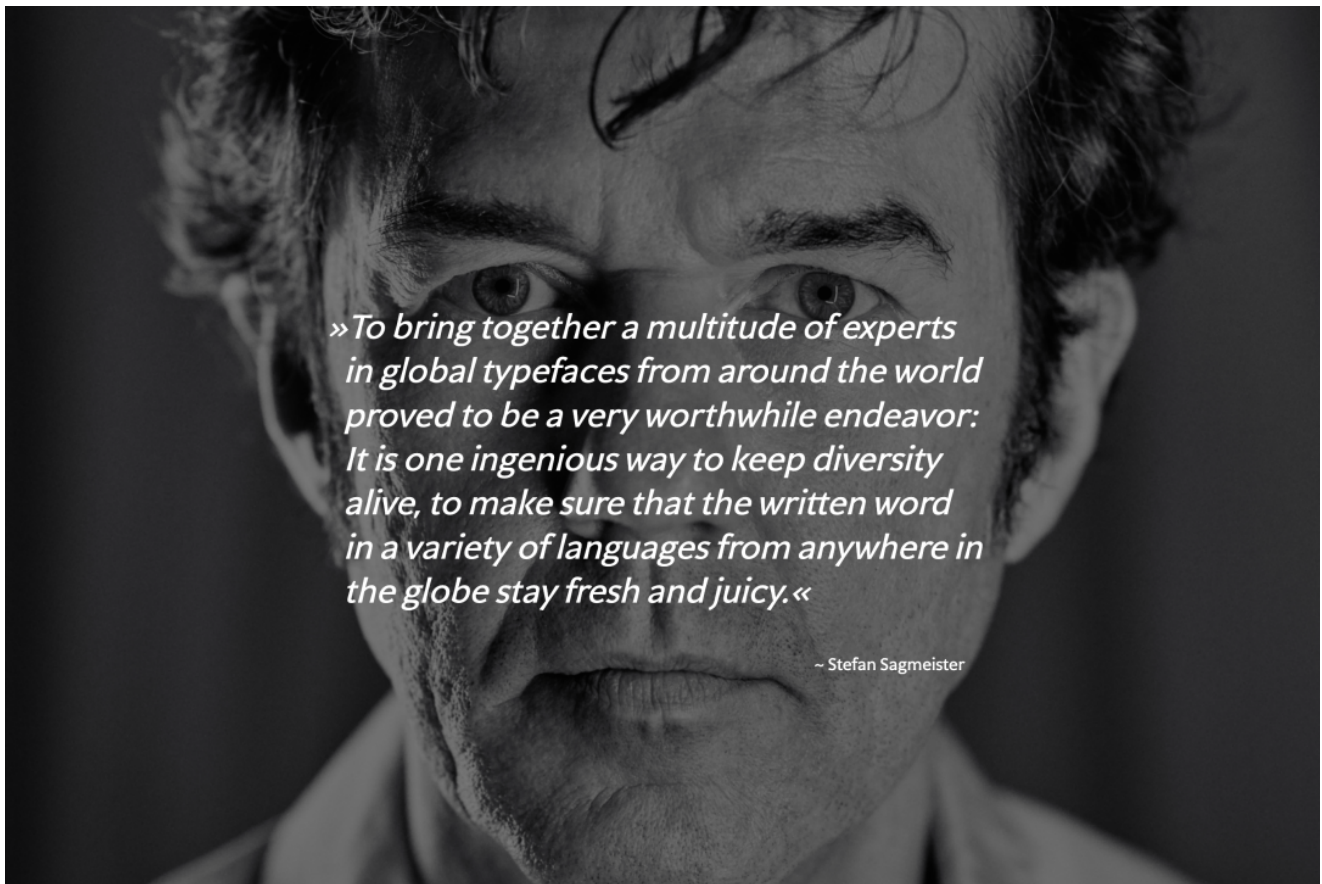 »To bring together a multitude of experts
in global typefaces from around the world
proved to be a very worthwhile endeavor:
It is one ingenious way to keep diversity
alive, to make sure that the written word
in a variety of languages from anywhere in
the globe stay fresh and juicy.«
~ Stefan Sagmeister